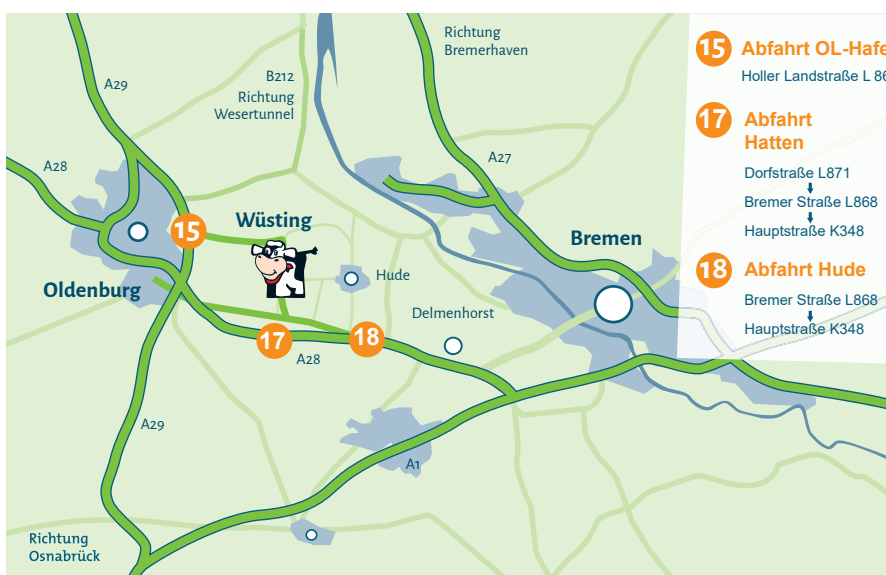 Richtung
Bremerhaven
A29
B212
Richtung
Wesertunnel
A28
A27
15
Wüsting
Bremen
Hude
Oldenburg
Delmenhorst
17
18
A28
A29
A1
Richtung
Osnabrück
15 Abfahrt OL-Hafe
Holler Landstraße L 86
17 Abfahrt
Hatten
Dorfstraße L871
Bremer Straße L868
Hauptstraße K348
18 Abfahrt Hude
Bremer Straße L868
Hauptstraße K348